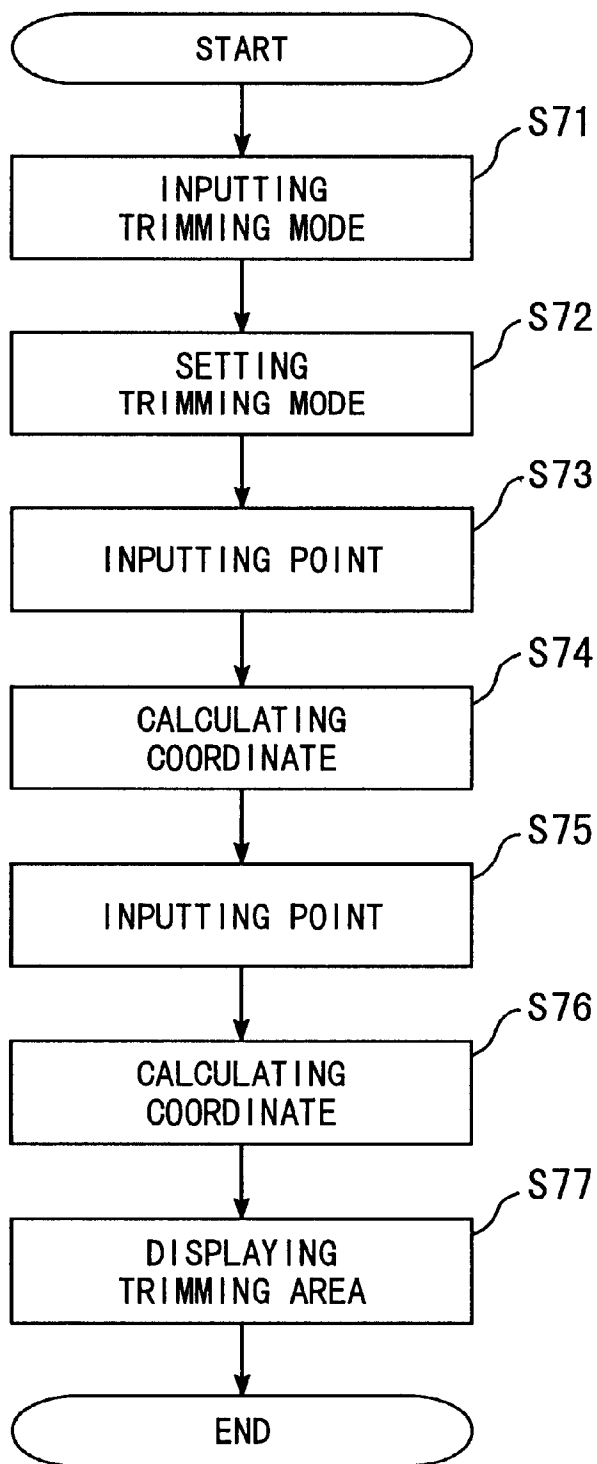 START
S71
INPUTTING
TRIMMING MODE
S72
SETTING
TRIMMING MODE
S73
INPUTTING POINT
S74
CALCULATING
COORDINATE
S75
INPUTTING POINT
S76
CALCULATING
COORDINATE
S77
DISPLAYING
TRIMMING AREA
END